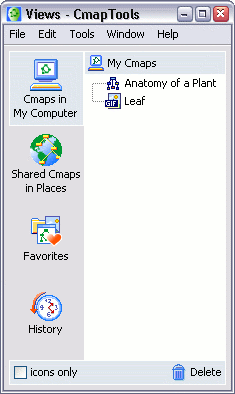 Views - CmapTools
File Edit Tools Window Help
Cmaps in
My Computer
Shared Cmaps
in Places
Favorites
History
My Cmaps
Anatomy of a Plant
GIF Leaf
icons only
Delete